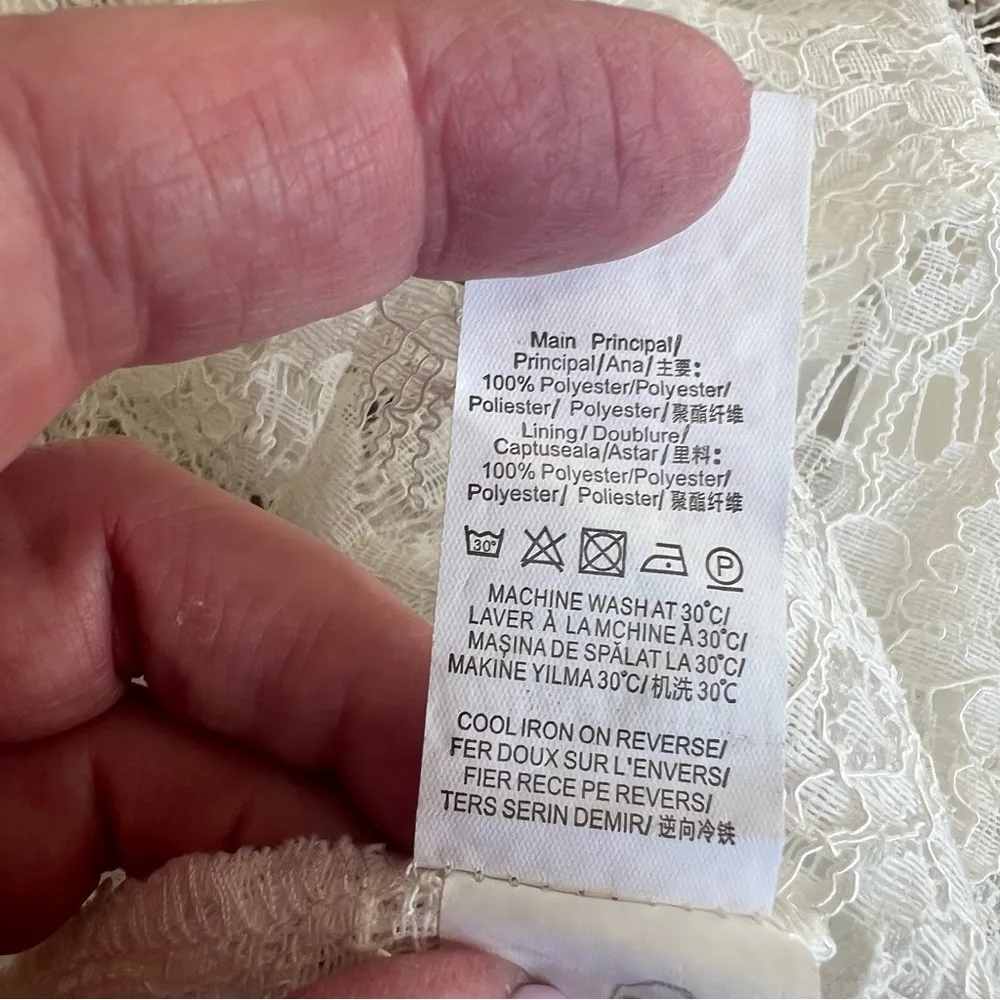 Main Principal/
Principal/Ana/主要:
100% Polyester/Polyester/
Poliester/ Polyester/聚酯纤维
Lining/Doublure/
Captuseala/Astar/里料:
100% Polyester/Polyester/
Polyester/ Poliester/聚酯纤维
30° P
MACHINE WASH AT 30℃/
LAVER À LA MCHINE À 30℃/
MAȘINA DE SPĂLAT LA 30℃/
MAKINE YILMA 30℃/机洗 30℃
COOL IRON ON REVERSE/
FER DOUX SUR L'ENVERS/
FIER RECE PE REVERS/
TERS SERIN DEMIR/ 逆向冷铁